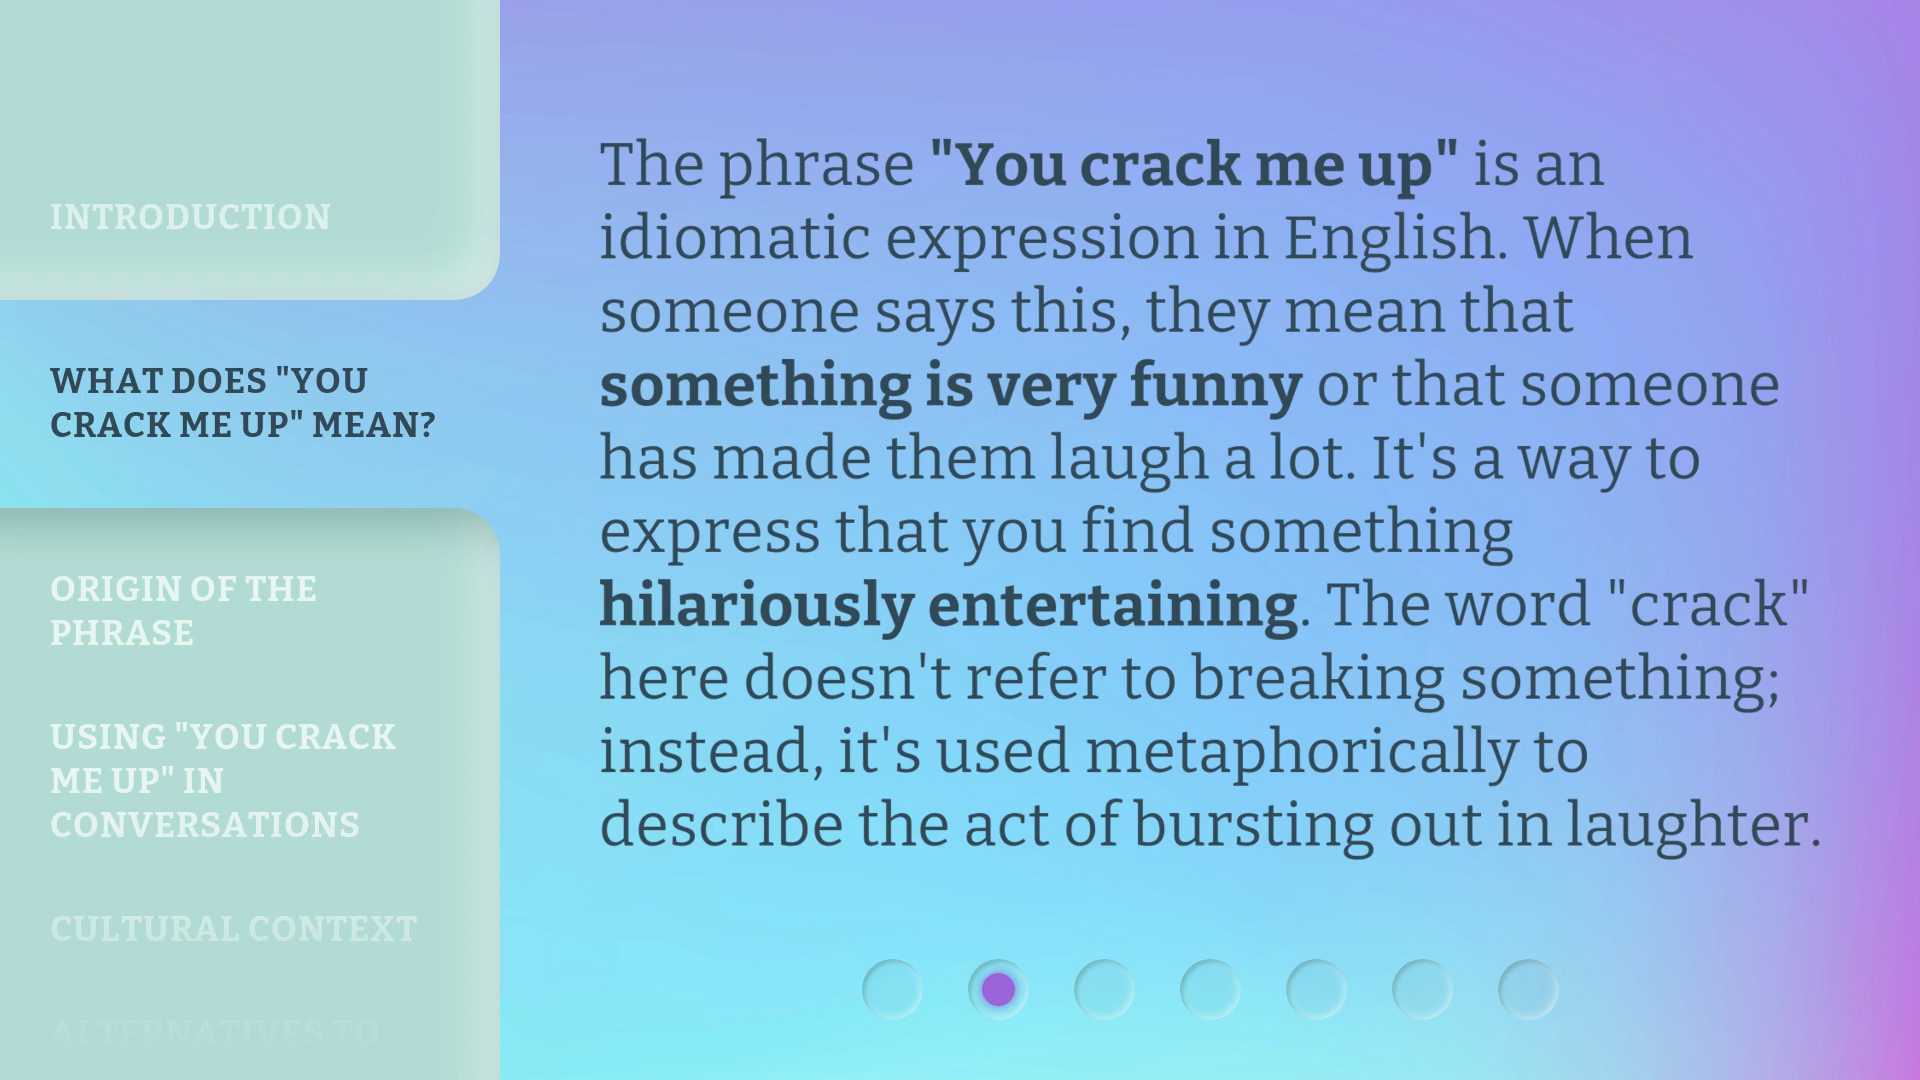 INTRODUCTION
WHAT DOES "YOU
CRACK ME UP" MEAN?
ORIGIN OF THE
PHRASE
USING "YOU CRACK
ME UP" IN
CONVERSATIONS
CULTURAL CONTEXT
ALTERNATIVES TO
The phrase "You crack me up" is an
idiomatic expression in English. When
someone says this, they mean that
something is very funny or that someone
has made them laugh a lot. It's a way to
express that you find something
hilariously entertaining. The word "crack"
here doesn't refer to breaking something;
instead, it's used metaphorically to
describe the act of bursting out in laughter.